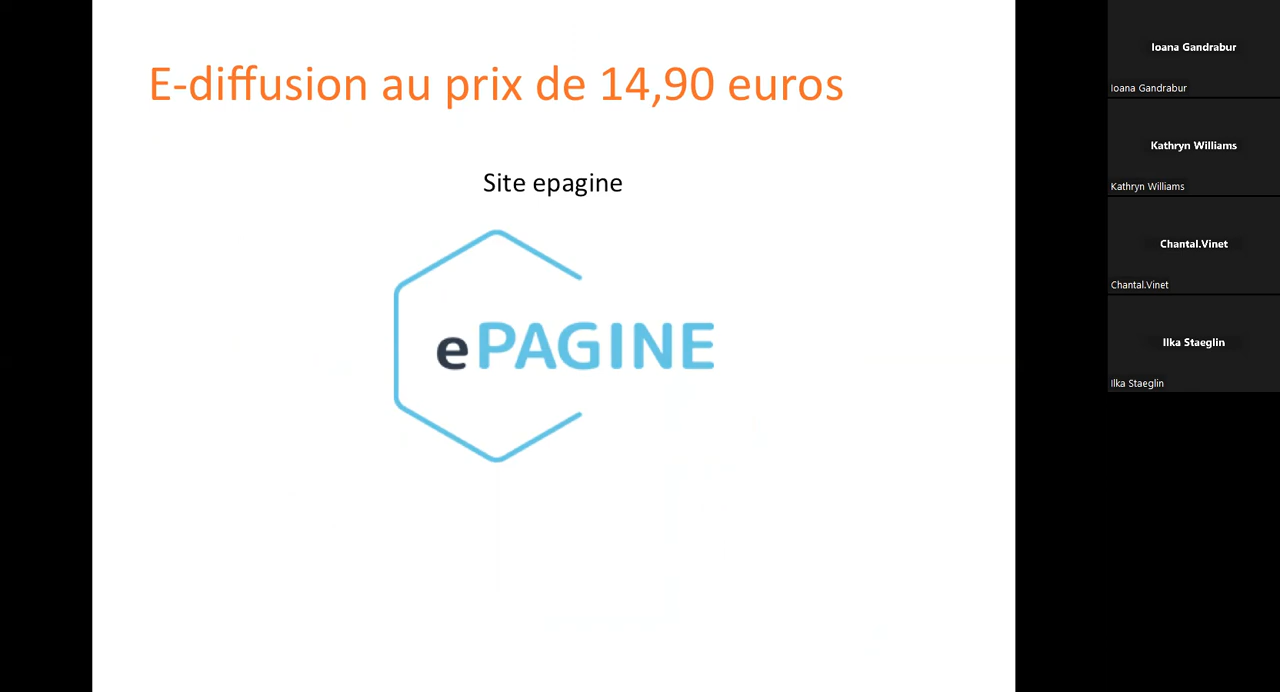 E-diffusion au prix de 14,90 euros
Site epagine
ePAGINE
Ioana Gandrabur
Ioana Gandrabur
Kathryn Williams
Kathryn Williams
Chantal.Vinet
Chantal.Vinet
Ilka Staeglin
Ilka Staeglin